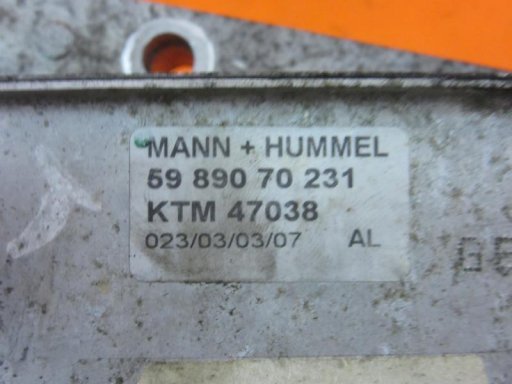 MANN + HUMMEL
59 890 70 231
KTM 47038
023/03/03/07 AL